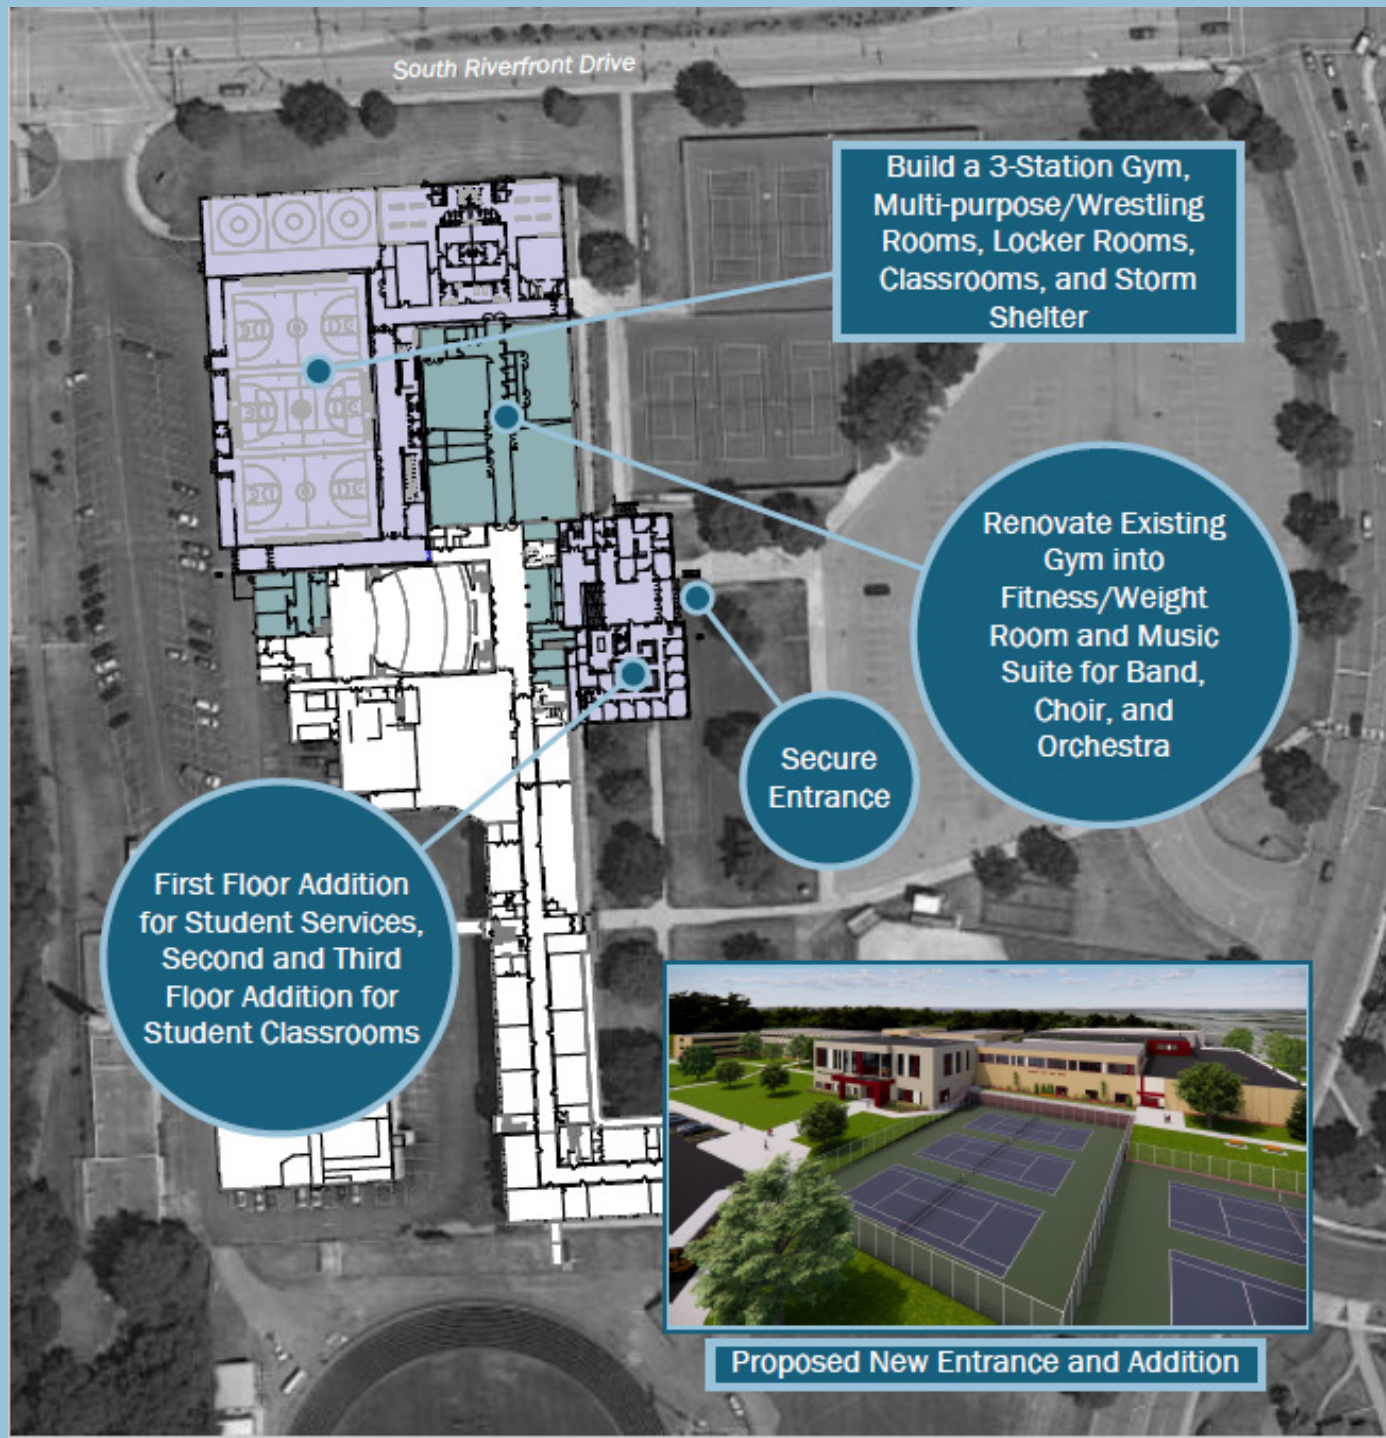 South Riverfront Drive
Build a 3-Station Gym,
Multi-purpose/Wrestling
Rooms, Locker Rooms,
Classrooms, and Storm
Shelter
Renovate Existing
Gym into
Fitness/Weight
Room and Music
Suite for Band,
Choir, and
Orchestra
Secure
Entrance
First Floor Addition
for Student Services,
Second and Third
Floor Addition for
Student Classrooms
Proposed New Entrance and Addition